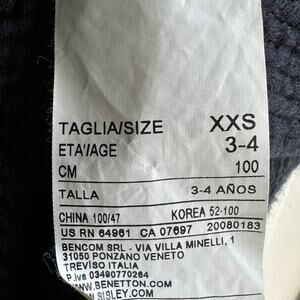 TAGLIA/SIZE XXS
ETA'/AGE 3-4
CM 100
TALLA 3-4 AÑOS
CHINA 100/47 KOREA 52-100
US RN 64961 CA 07697 20080183
BENCOM SRL - VIA VILLA MINELLI, 1
31050 PONZANO VENETO
TREVISO ITALIA
P.iva 03490770264
WWW.BENETTON.COM
.SISLEY.COM